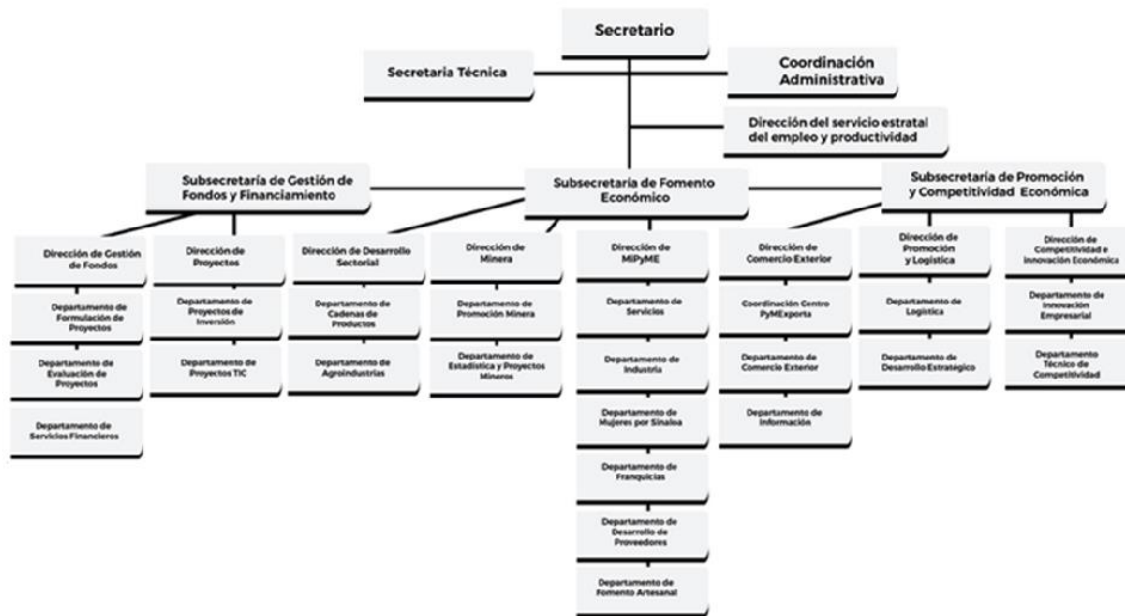 Secretario
Secretaria Técnica
Coordinación
Administrativa
Dirección del servicio estratal
del empleo y productividad
Subsecretaría de Gestión de
Fondos y Financiamiento
Subsecretaría de Fomento
Económico
Subsecretaría de Promoción
y Competitividad Económica
Dirección de Gestión
de Fondos
Dirección de
Proyectos
Dirección de Desarrollo
Sectorial
Dirección de
Minera
Dirección de
MiPyME
Dirección de
Comercio Exterior
Dirección de
Promoción
y Logística
Dirección de
Competitividad e
Innovación Económica
Departamento de
Formulación de
Proyectos
Departamento de
Proyectos de
Inversión
Departamento de
Cadenas de
Productos
Departamento de
Promoción Minera
Departamento de
Servicios
Coordinación Centro
PyMExporta
Departamento de
Logística
Departamento de
Innovación
Empresarial
Departamento de
Evaluación de
Proyectos
Departamento de
Proyectos TIC
Departamento de
Agroindustrias
Departamento de
Estadística y Proyectos
Mineros
Departamento de
Industria
Departamento de
Comercio Exterior
Departamento de
Desarrollo Estratégico
Departamento
Técnico de
Competitividad
Departamento de
Servicios Financieros
Departamento de
Mujeres por Sinaloa
Departamento de
Información
Departamento de
Franquicias
Departamento de
Desarrollo de
Proveedores
Departamento de
Fomento Artesanal